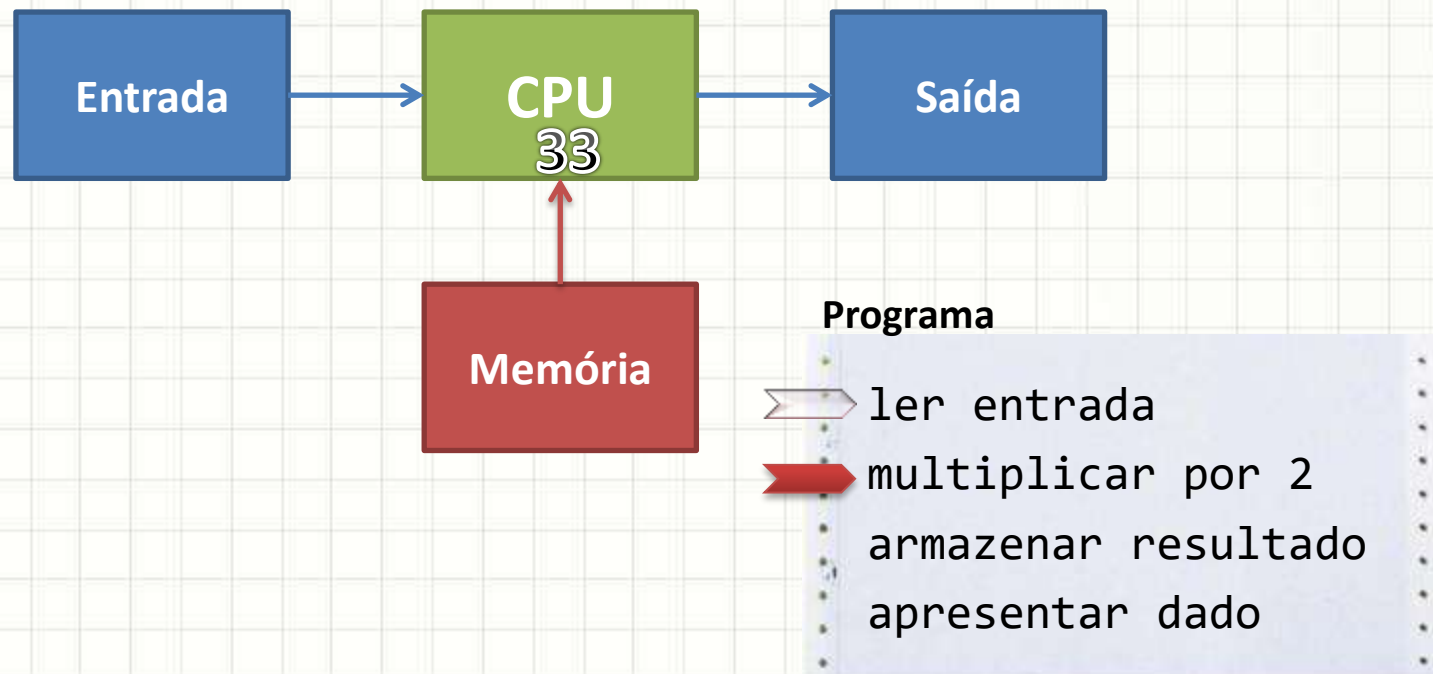 Entrada
CPU
33
Saída
Memória
Programa
ler entrada
multiplicar por 2
armazenar resultado
apresentar dado